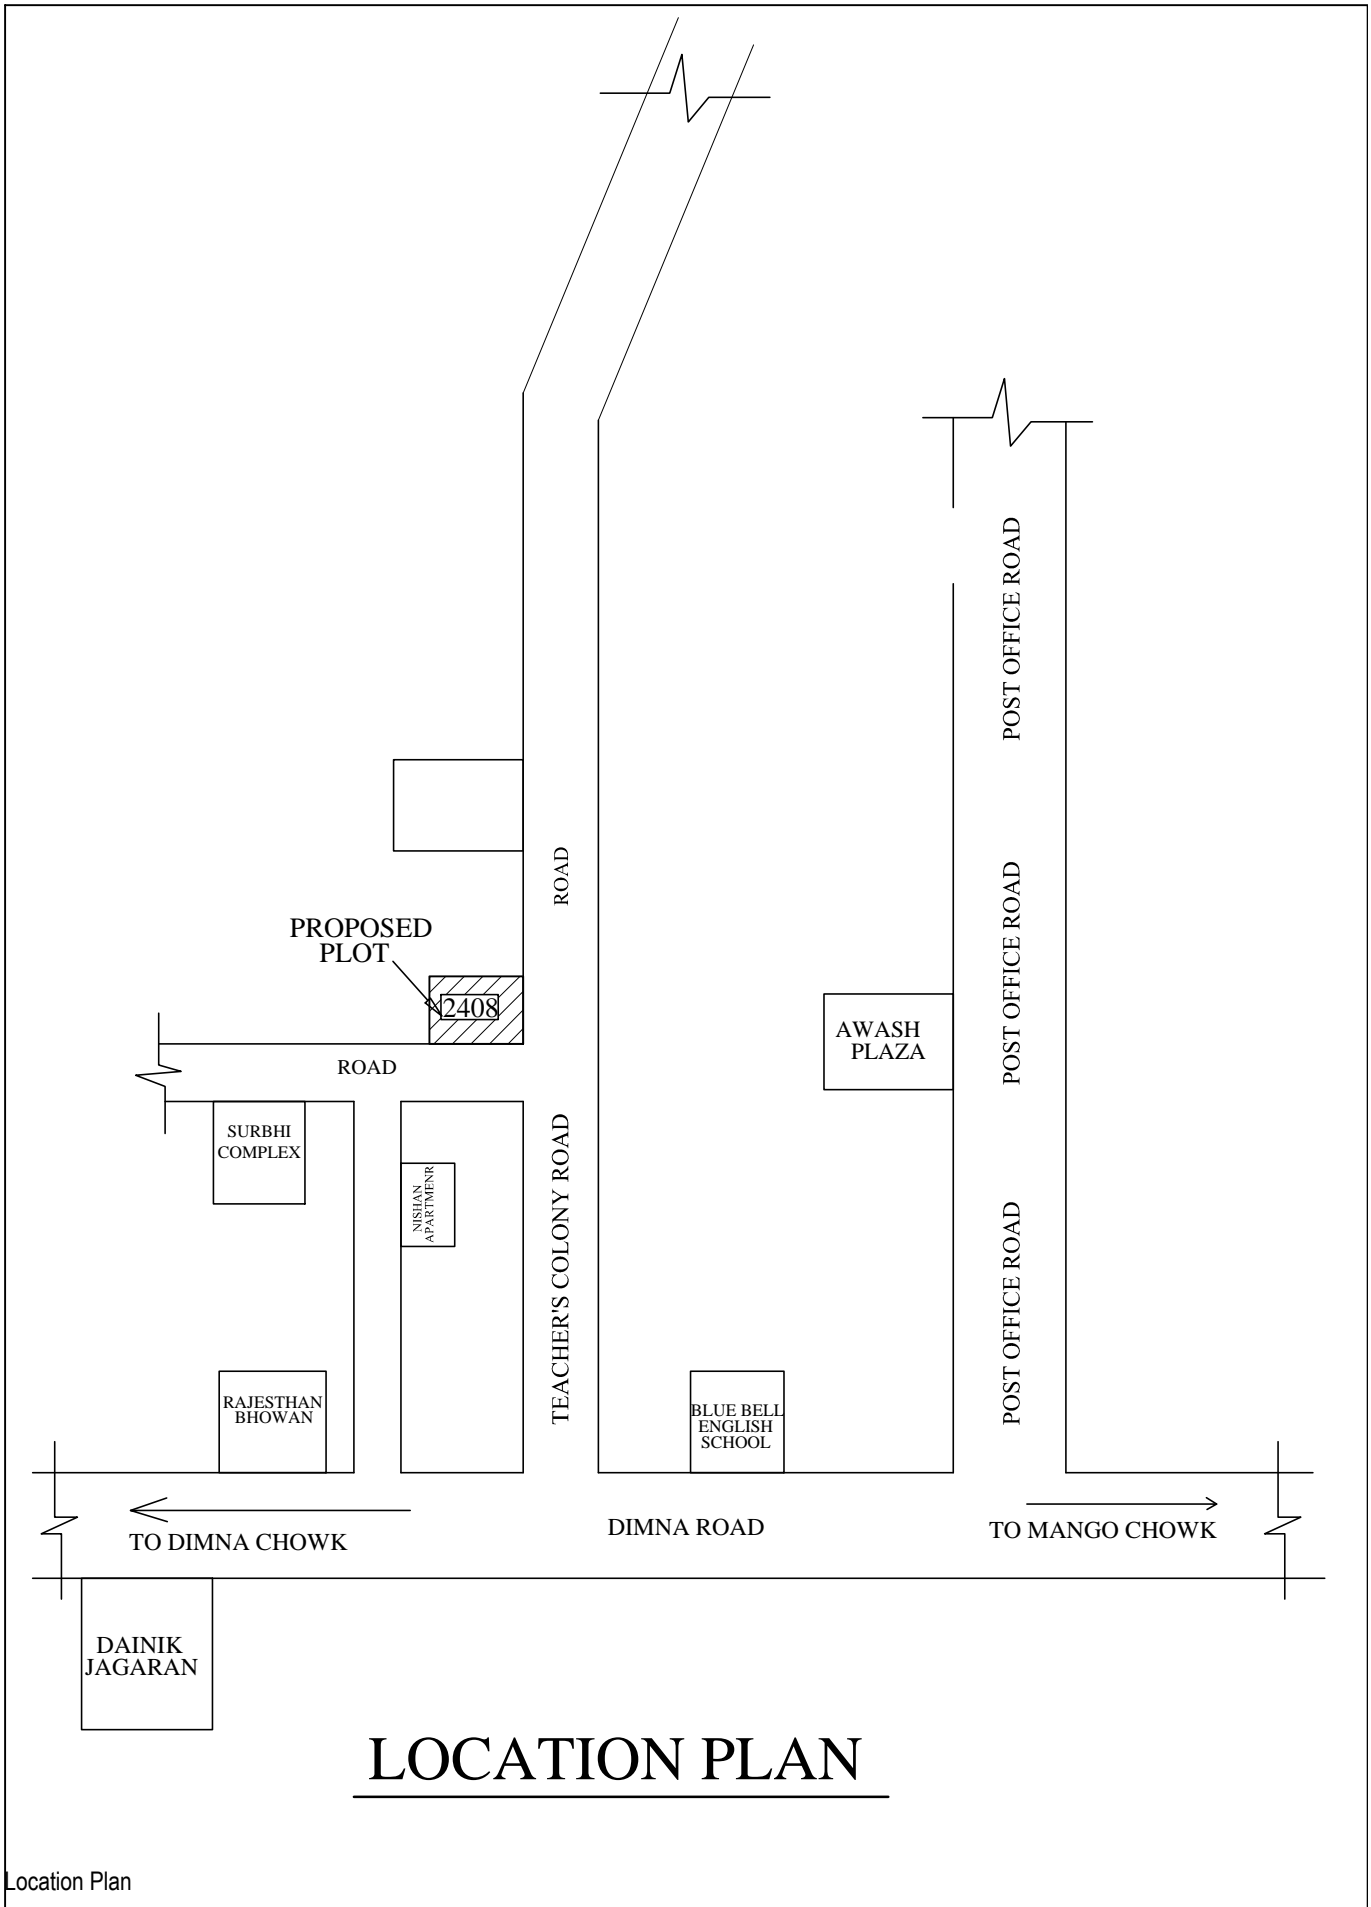 POST OFFICE ROAD
ROAD
PROPOSED
PLOT
2408
POST OFFICE ROAD
AWASH
PLAZA
ROAD
SURBHI
COMPLEX
NISHAN
APARTMENR
TEACHER'S COLONY ROAD
POST OFFICE ROAD
RAJESTHAN
BHOWAN
BLUE BELL
ENGLISH
SCHOOL
TO DIMNA CHOWK
DIMNA ROAD
TO MANGO CHOWK
DAINIK
JAGARAN
LOCATION PLAN
Location Plan